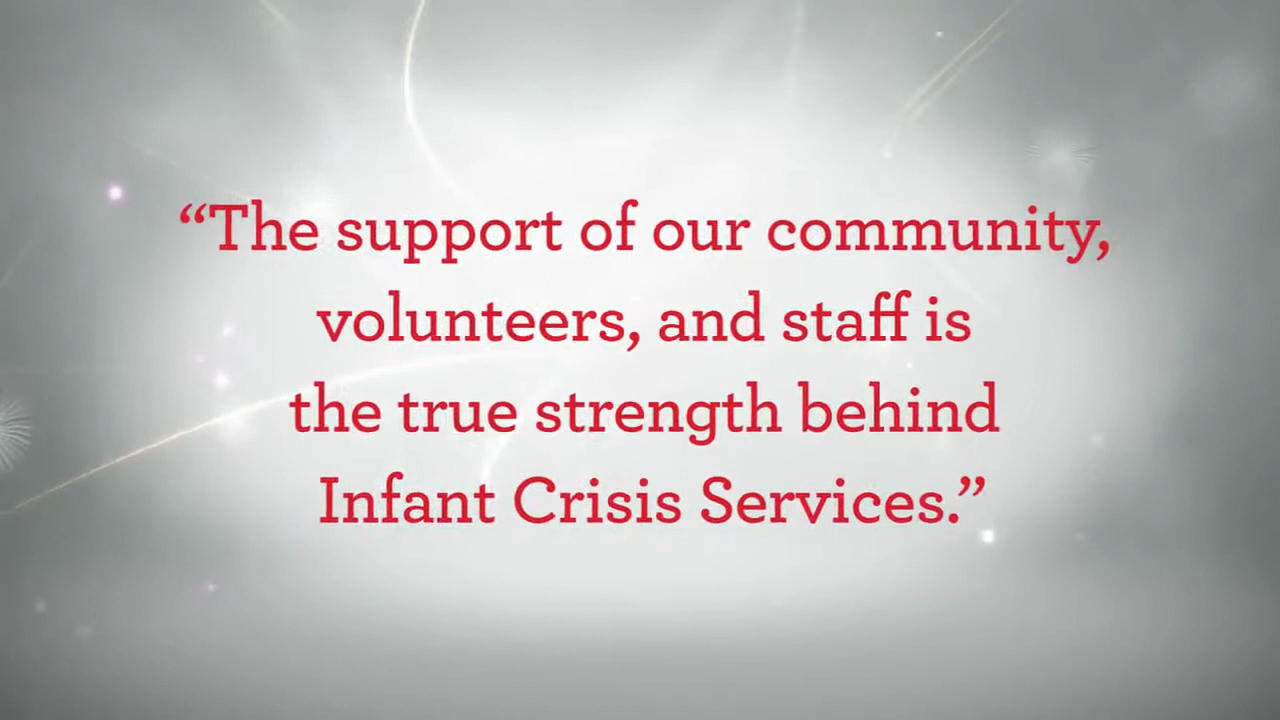 “The support of our community,
volunteers, and staff is
the true strength behind
Infant Crisis Services.”